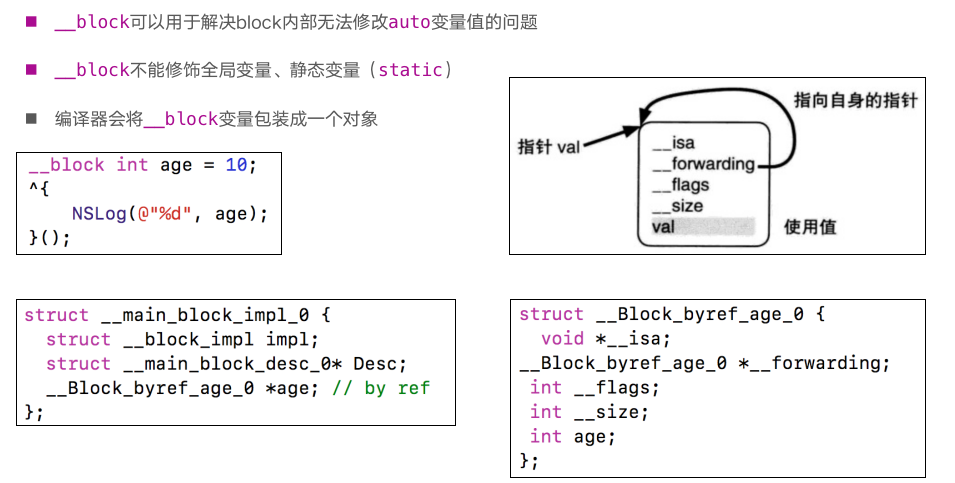 __block可以用于解决block内部无法修改auto变量值的问题
__block不能修饰全局变量、静态变量（static）
编译器会将__block变量包装成一个对象
__block int age = 10;
^{
    NSLog(@"%d", age);
}();
指向自身的指针
指针 val
__isa
__forwarding
__flags
__size
val
使用值
struct __main_block_impl_0 {
  struct __block_impl impl;
  struct __main_block_desc_0* Desc;
  __Block_byref_age_0 *age; // by ref
};
struct __Block_byref_age_0 {
  void *__isa;
__Block_byref_age_0 *__forwarding;
 int __flags;
 int __size;
 int age;
};